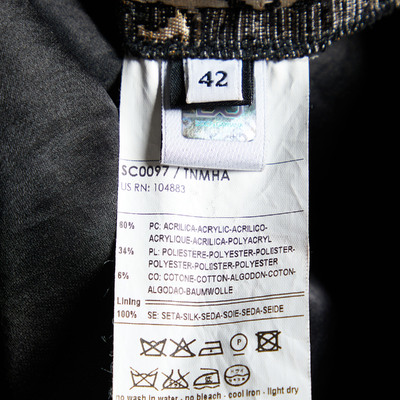 42
SC0097 / TNMHA
US RN: 104883
60% PC: ACRILICA-ACRYLIC-ACRILICO-
ACRYLIQUE-ACRILICA-POLYACRYL
34% PL: POLIESTERE-POLYESTER-POLIESTER-
POLYESTER-POLIESTER-POLYESTER
6% CO: COTONE-COTTON-ALGODON-COTON-
ALGODAO-BAUMWOLLE
Lining
100% SE: SETA-SILK-SEDA-SOIE-SEDA-SEIDE
P
no wash in water - no bleach - cool iron - light dry